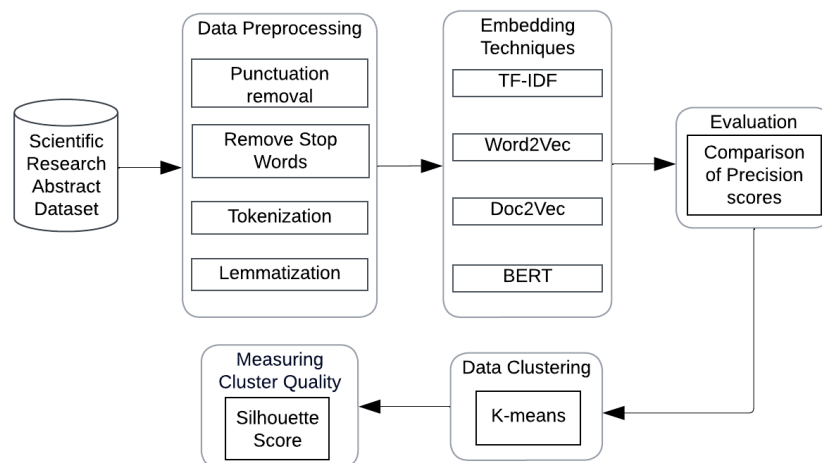 Scientific
Research
Abstract
Dataset
Data Preprocessing
Punctuation
removal
Remove Stop
Words
Tokenization
Lemmatization
Embedding
Techniques
TF-IDF
Word2Vec
Doc2Vec
BERT
Evaluation
Comparison
of Precision
scores
Data Clustering
K-means
Measuring
Cluster Quality
Silhouette
Score